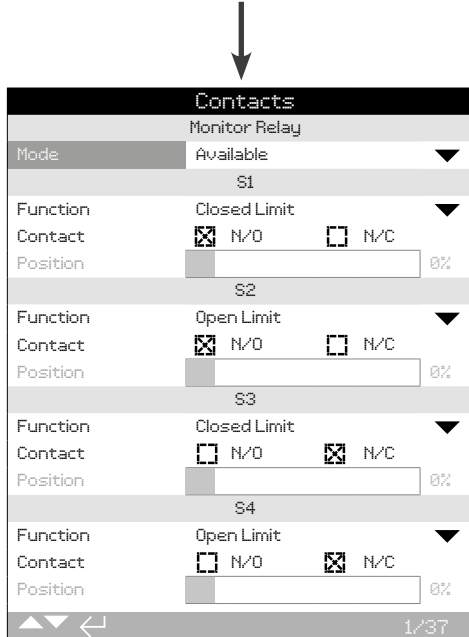 Contacts
Monitor Relay
Mode Available
S1
Function Closed Limit
Contact N/O N/C
Position 0%
S2
Function Open Limit
Contact N/O N/C
Position 0%
S3
Function Closed Limit
Contact N/O N/C
Position 0%
S4
Function Open Limit
Contact N/O N/C
Position 0%
1/37